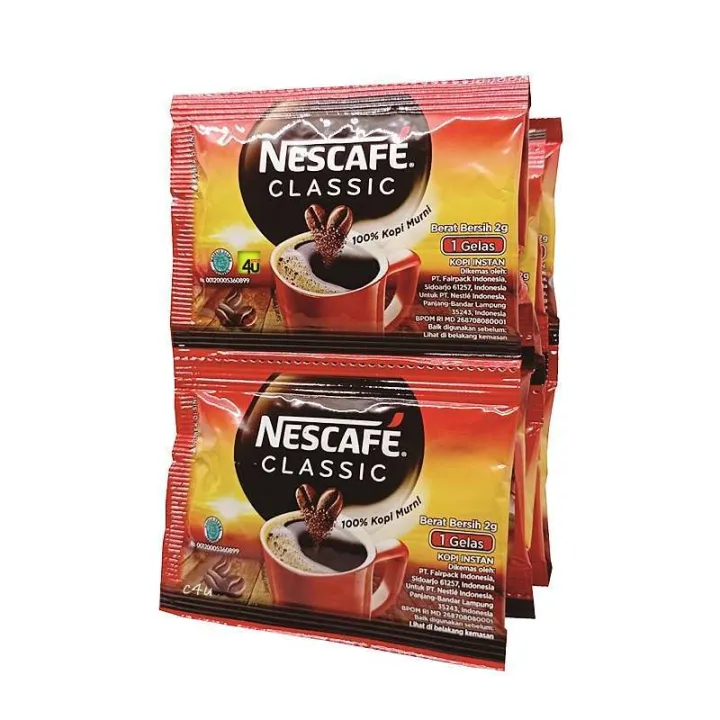 NESCAFÉ.
CLASSIC
100% Kopi Murni
Berat Bersih 2g
1 Gelas
KOPI INSTAN
Dikemas oleh:
PT. Fairpack Indonesia,
Sidoarjo 61257, Indonesia
Untuk PT. Nestlé Indonesia,
Panjang-Bandar Lampung
35243, Indonesia
BPOM RI MD 268708080001
Baik digunakan sebelum:
Lihat di belakang kemasan
4U
00120005360899
NESCAFÉ.
CLASSIC
100% Kopi Murni
Berat Bersih 2g
1 Gelas
KOPI INSTAN
Dikemas oleh:
PT. Fairpack Indonesia,
Sidoarjo 61257, Indonesia
Untuk PT. Nestlé Indonesia,
Panjang-Bandar Lampung
35243, Indonesia
BPOM RI MD 268708080001
Baik digunakan sebelum:
Lihat di belakang kemasan
00120005360899
c4u